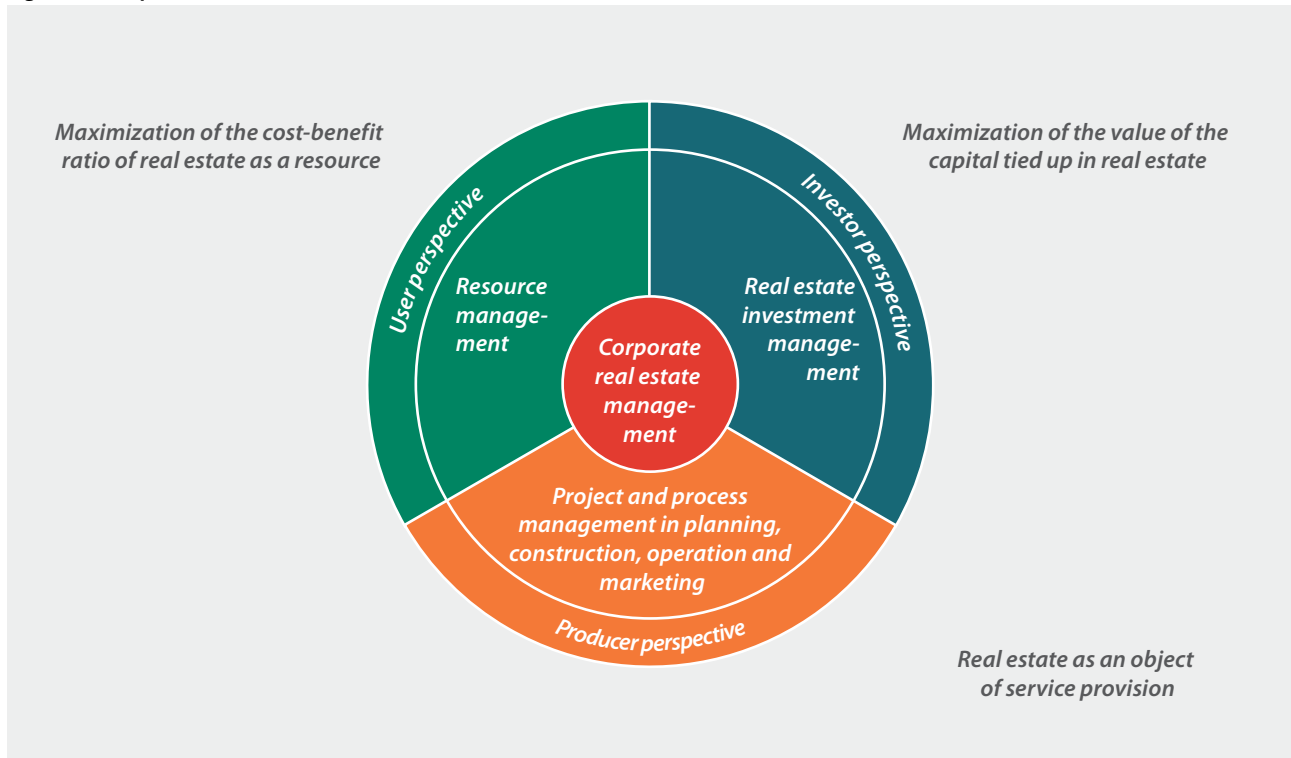 Maximization of the cost-benefit
ratio of real estate as a resource
Maximization of the value of the
capital tied up in real estate
User perspective
Investor perspective
Resource
manage-
ment
Real estate
investment
manage-
ment
Corporate
real estate
manage-
ment
Project and process
management in planning,
construction, operation and
marketing
Producer perspective
Real estate as an object
of service provision